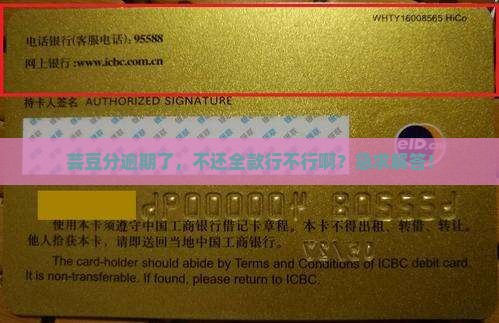 WHTY16008565 HiCo
电话银行(客服电话): 95588
网上银行:www.icbc.com.cn
持卡人签名 AUTHORIZED SIGNATURE
芸豆分逾期了，不还全款行不行啊？
使用本卡须遵守中国工商银行借记卡章程。本卡不得出租、转借、转让。
他人拾获本卡，请即送回当地中国工商银行。
The card-holder should abide by Terms and Conditions of ICBC debit card.
It is non-transferable. If found, please return to ICBC.